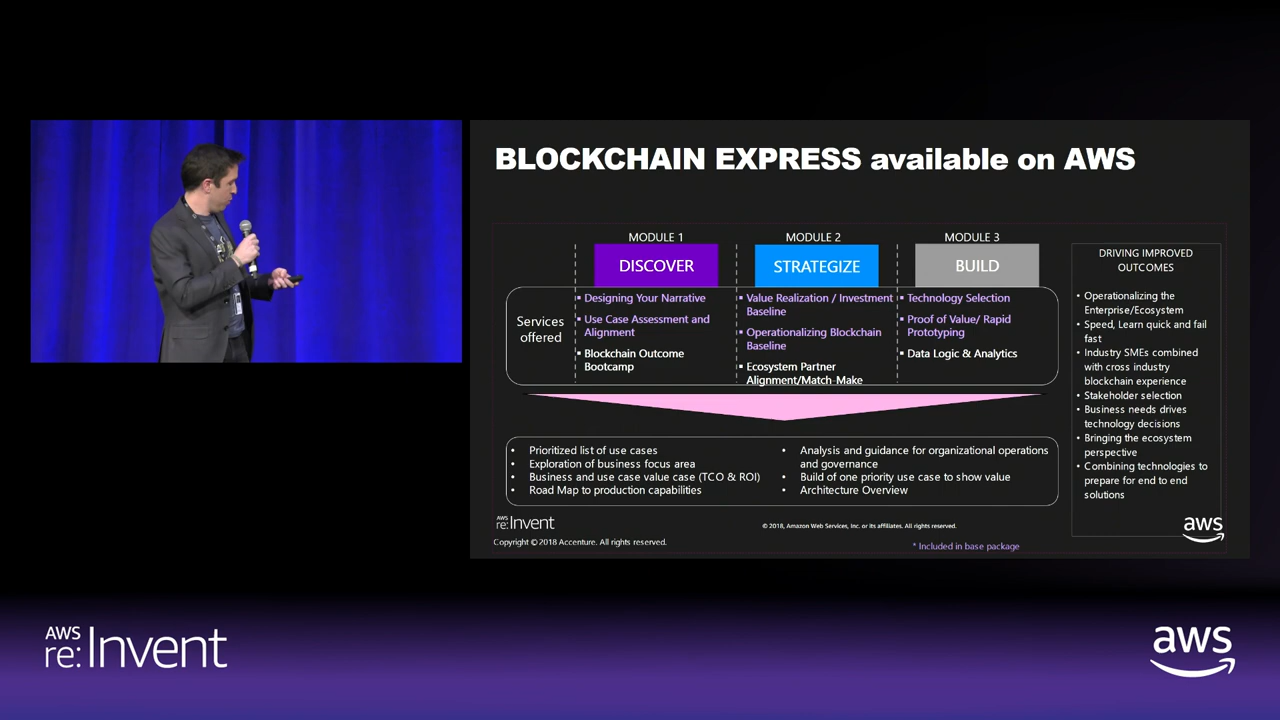 BLOCKCHAIN EXPRESS available on AWS
MODULE 1
DISCOVER
MODULE 2
STRATEGIZE
MODULE 3
BUILD
Services
offered
▪ Designing Your Narrative
▪ Use Case Assessment and
Alignment
▪ Blockchain Outcome
Bootcamp
▪ Value Realization / Investment
Baseline
▪ Operationalizing Blockchain
Baseline
▪ Ecosystem Partner
Alignment/Match-Make
▪ Technology Selection
▪ Proof of Value/ Rapid
Prototyping
▪ Data Logic & Analytics
• Prioritized list of use cases
• Exploration of business focus area
• Business and use case value case (TCO & ROI)
• Road Map to production capabilities
• Analysis and guidance for organizational operations
and governance
• Build of one priority use case to show value
• Architecture Overview
DRIVING IMPROVED
OUTCOMES
• Operationalizing the
Enterprise/Ecosystem
• Speed, Learn quick and fail
fast
• Industry SMEs combined
with cross industry
blockchain experience
• Stakeholder selection
• Business needs drives
technology decisions
• Bringing the ecosystem
perspective
• Combining technologies to
prepare for end to end
solutions
AWS
re:Invent
© 2018, Amazon Web Services, Inc. or its affiliates. All rights reserved.
aws
Copyright © 2018 Accenture. All rights reserved.
* Included in base package
AWS
re:Invent
aws